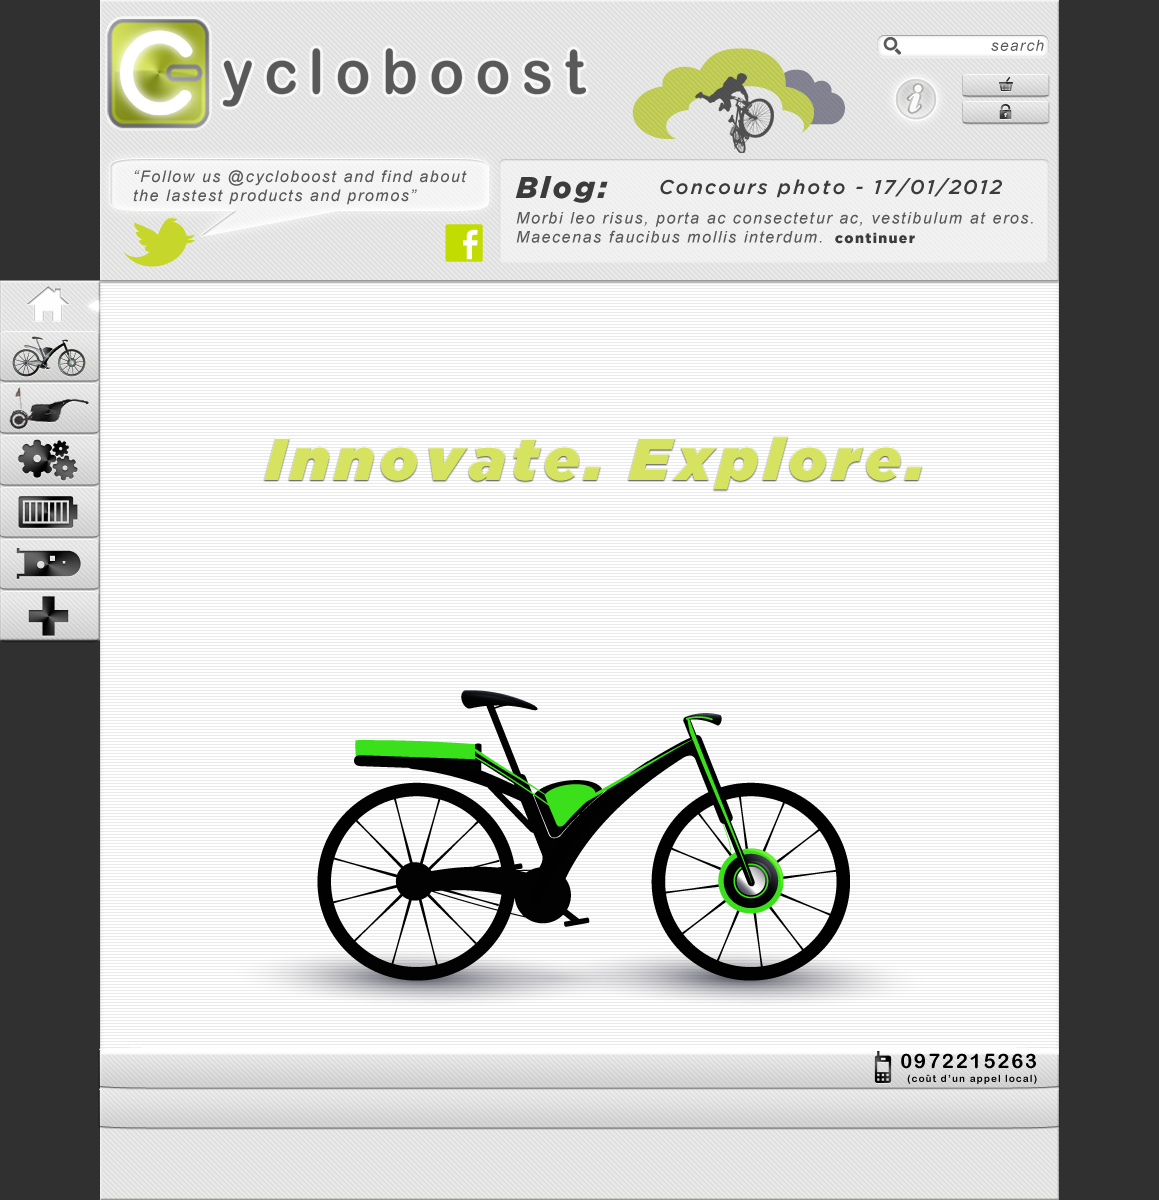 Cycloboost
search
“Follow us @cycloboost and find about
the lastest products and promos”
Blog:
Concours photo - 17/01/2012
Morbi leo risus, porta ac consectetur ac, vestibulum at eros.
Maecenas faucibus mollis interdum. continuer
Innovate. Explore.
0972215263
(coût d'un appel local)